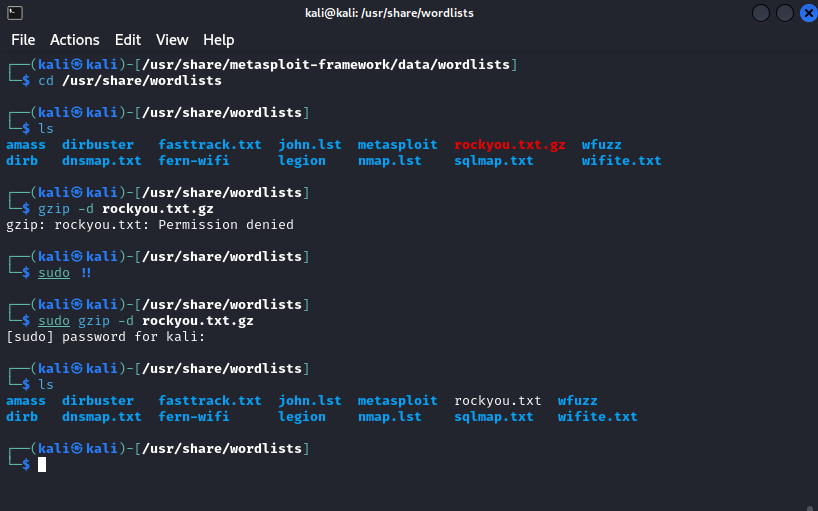 kali@kali: /usr/share/wordlists
File Actions Edit View Help
┌──(kali㉿kali)-[/usr/share/metasploit-framework/data/wordlists]
└─$ cd /usr/share/wordlists
┌──(kali㉿kali)-[/usr/share/wordlists]
└─$ ls
amass dirbuster fasttrack.txt john.lst metasploit rockyou.txt.gz wfuzz
dirb dnsmap.txt fern-wifi legion nmap.lst sqlmap.txt wifite.txt
┌──(kali㉿kali)-[/usr/share/wordlists]
└─$ gzip -d rockyou.txt.gz
gzip: rockyou.txt: Permission denied
┌──(kali㉿kali)-[/usr/share/wordlists]
└─$ sudo !!
┌──(kali㉿kali)-[/usr/share/wordlists]
└─$ sudo gzip -d rockyou.txt.gz
[sudo] password for kali:
┌──(kali㉿kali)-[/usr/share/wordlists]
└─$ ls
amass dirbuster fasttrack.txt john.lst metasploit rockyou.txt wfuzz
dirb dnsmap.txt fern-wifi legion nmap.lst sqlmap.txt wifite.txt
┌──(kali㉿kali)-[/usr/share/wordlists]
└─$